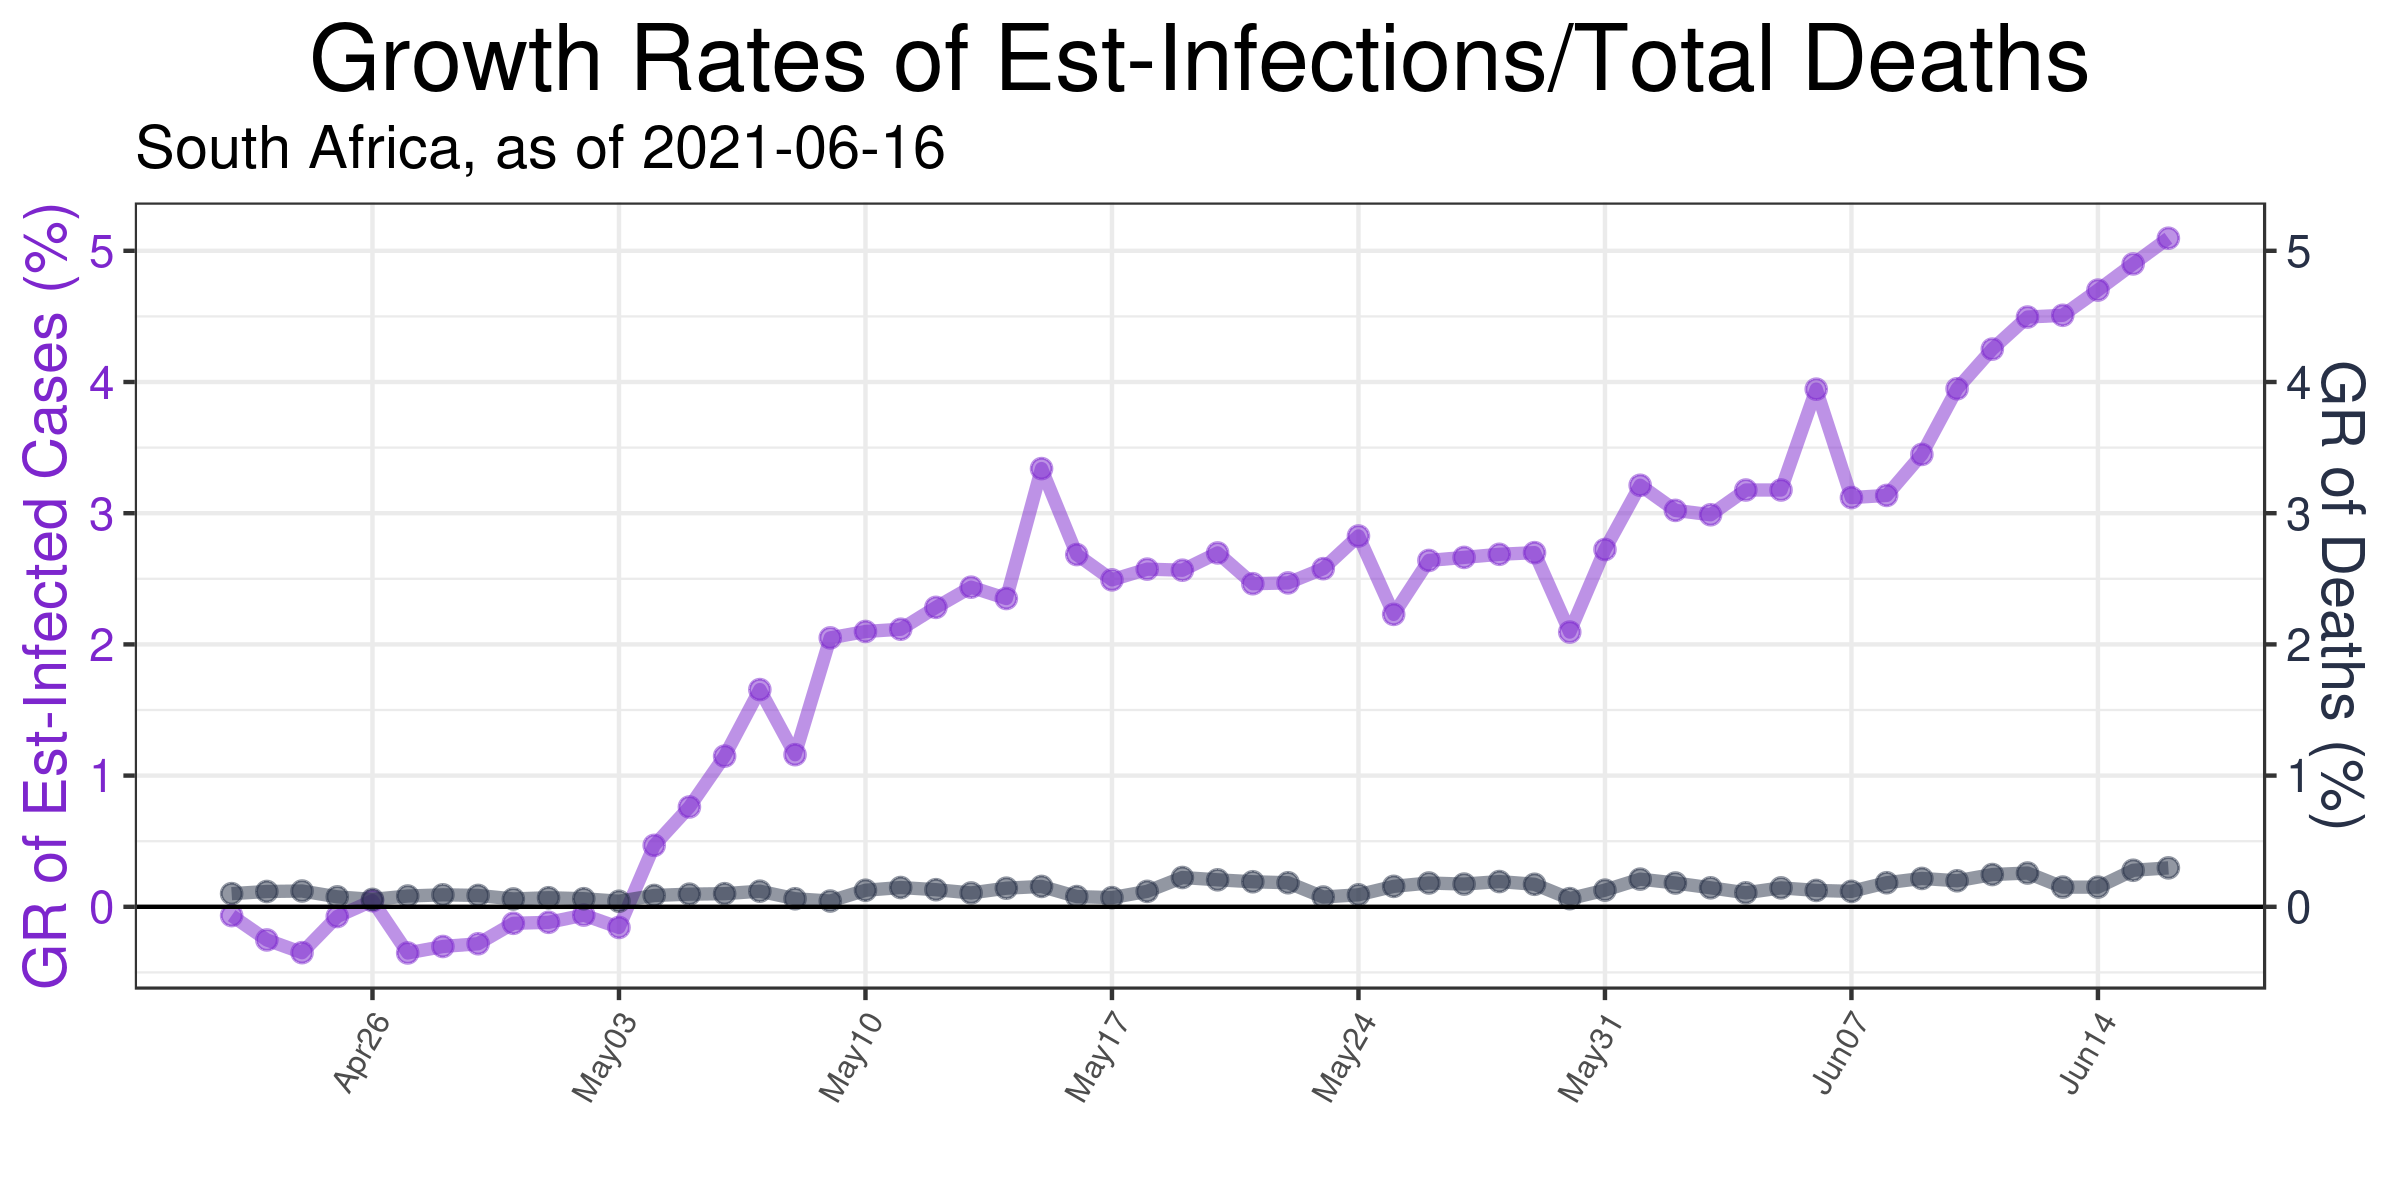 Growth Rates of Est-Infections/Total Deaths
South Africa, as of 2021-06-16
GR of Est-Infected Cases (%)
5
4
3
2
1
0
5
4
3
2
1
0
GR of Deaths (%)
Apr26
May03
May10
May17
May24
May31
Jun07
Jun14